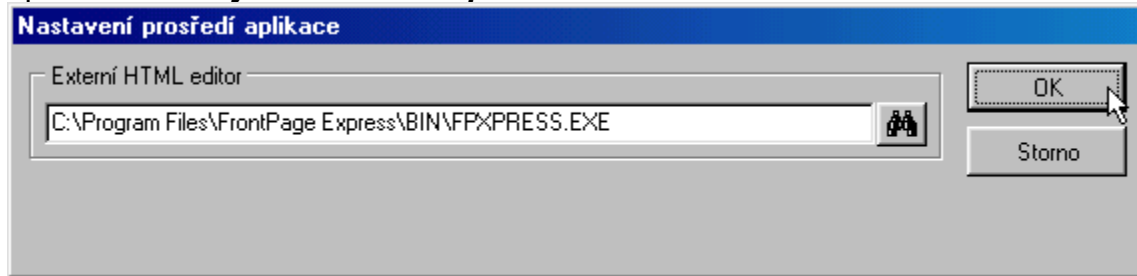 Nastavení prosředí aplikace
Externí HTML editor
C:\Program Files\FrontPage Express\BIN\FPXPRESS.EXE
OK
Storno